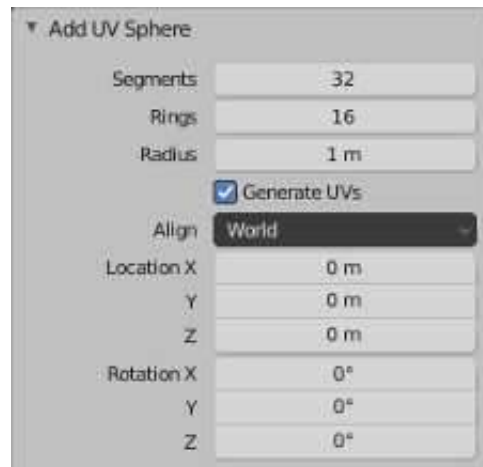 Add UV Sphere
Segments 32
Rings 16
Radius 1 m
Generate UVs
Align World
Location X 0 m
Y 0 m
Z 0 m
Rotation X 0°
Y 0°
Z 0°